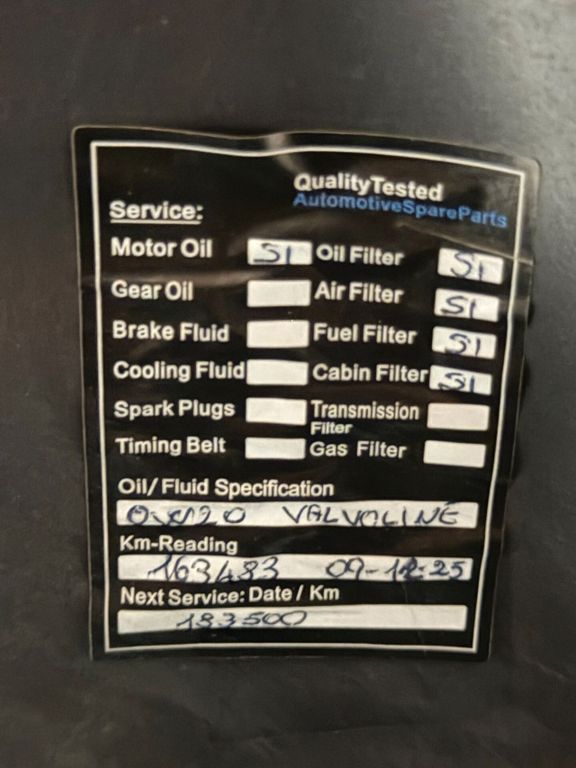 QualityTested
AutomotiveSpareParts
Service:
Motor Oil SI Oil Filter SI
Gear Oil Air Filter SI
Brake Fluid Fuel Filter SI
Cooling Fluid Cabin Filter SI
Spark Plugs Transmission Filter
Timing Belt Gas Filter
Oil/Fluid Specification
0W20 VALVOLINE
Km-Reading
163483 09-12-25
Next Service: Date / Km
183500